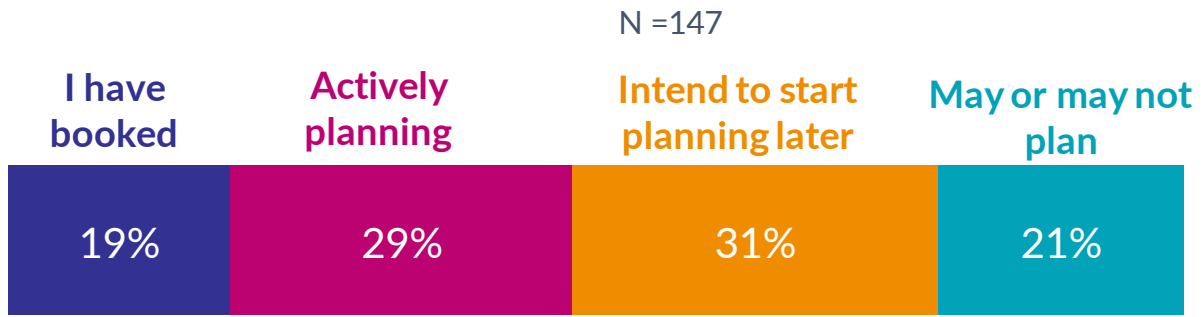 N =147
I have
booked
Actively
planning
Intend to start
planning later
May or may not
plan
19%
29%
31%
21%